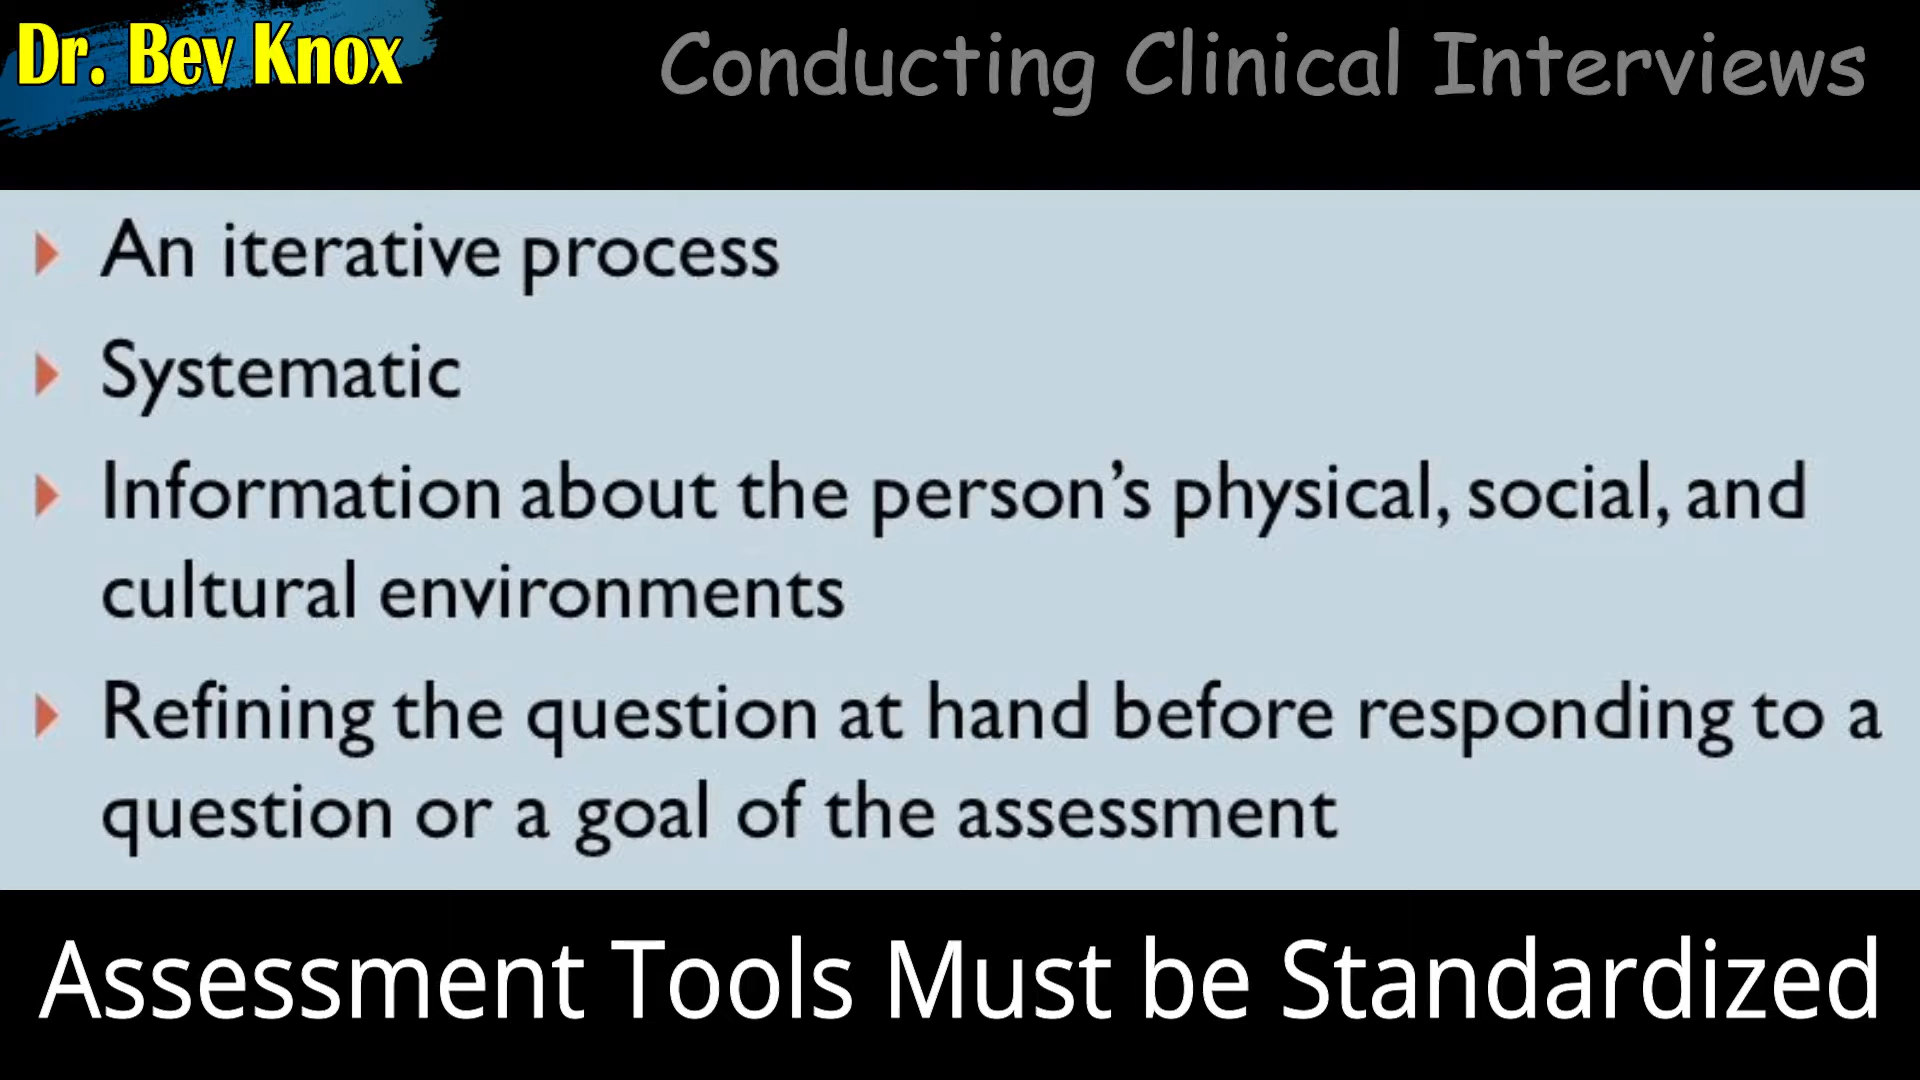 Dr. Bev Knox
Conducting Clinical Interviews
An iterative process
Systematic
Information about the person’s physical, social, and
cultural environments
Refining the question at hand before responding to a
question or a goal of the assessment
Assessment Tools Must be Standardized